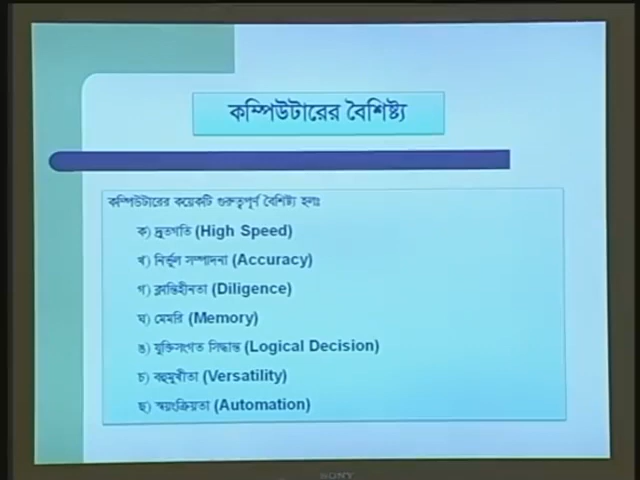 কম্পিউটারের বৈশিষ্ট্য
কম্পিউটারের কয়েকটি গুরুত্বপূর্ণ বৈশিষ্ট্য হলঃ
ক) দ্রুতগতি (High Speed)
খ) নির্ভুল সম্পাদনা (Accuracy)
গ) ক্লান্তিহীনতা (Diligence)
ঘ) মেমরি (Memory)
ঙ) যুক্তিসংগত সিদ্ধান্ত (Logical Decision)
চ) বহুমুখীতা (Versatility)
ছ) স্বয়ংক্রিয়তা (Automation)
SONY